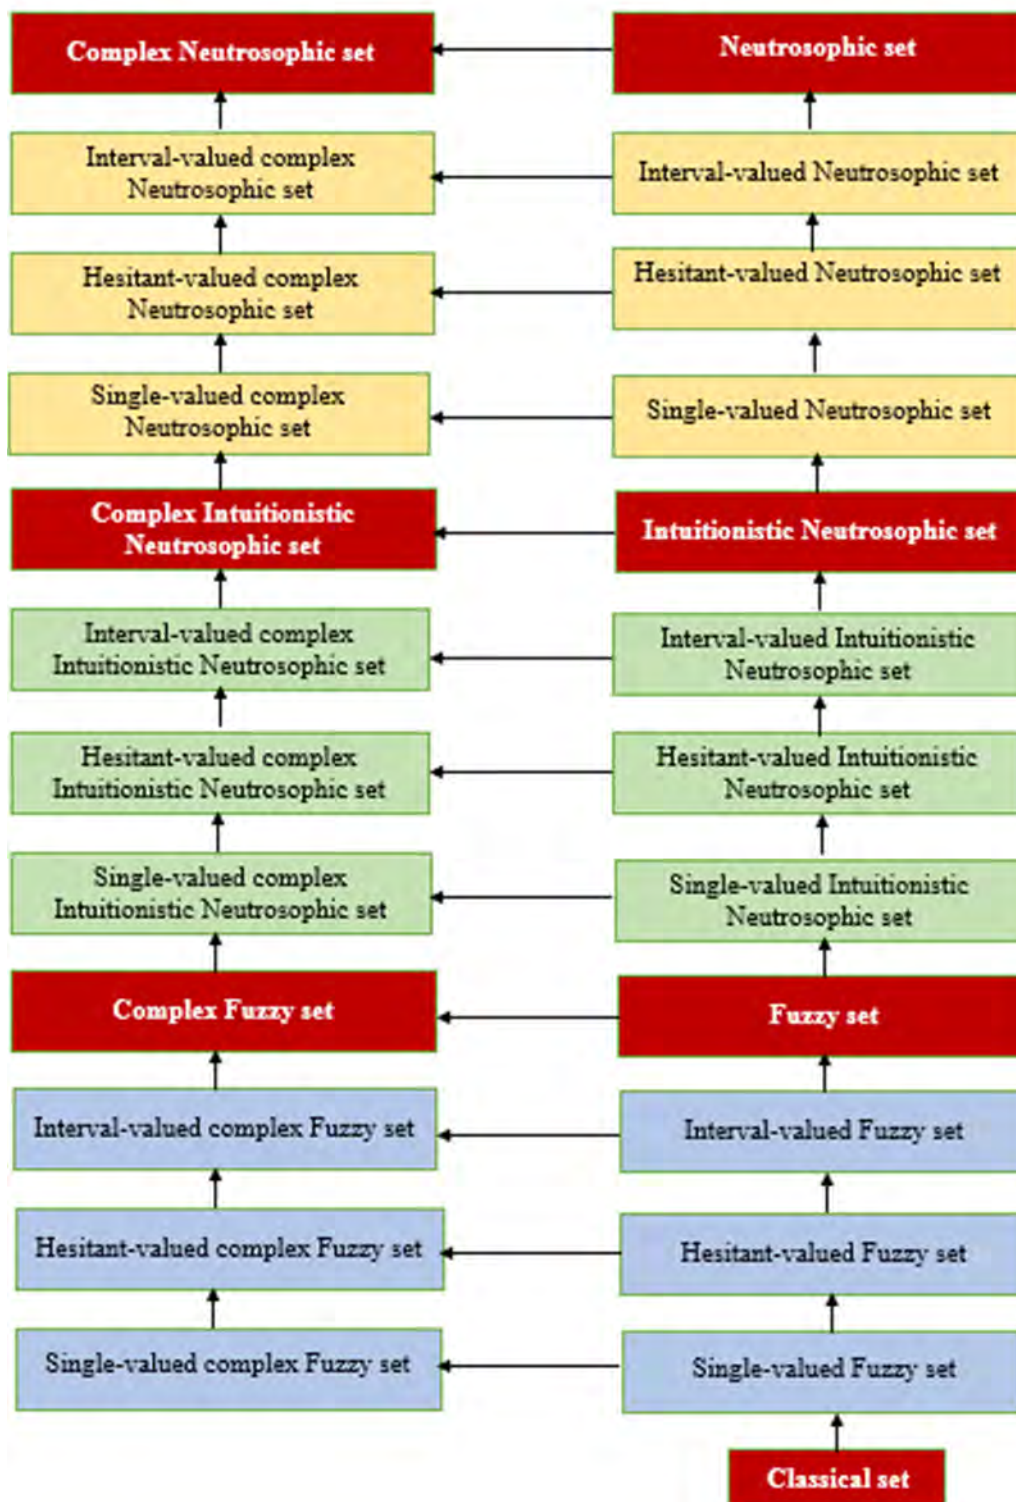 Complex Neutrosophic set
Neutrosophic set
Interval-valued complex
Neutrosophic set
Interval-valued Neutrosophic set
Hesitant-valued complex
Neutrosophic set
Hesitant-valued Neutrosophic set
Single-valued complex
Neutrosophic set
Single-valued Neutrosophic set
Complex Intuitionistic
Neutrosophic set
Intuitionistic Neutrosophic set
Interval-valued complex
Intuitionistic Neutrosophic set
Interval-valued Intuitionistic
Neutrosophic set
Hesitant-valued complex
Intuitionistic Neutrosophic set
Hesitant-valued Intuitionistic
Neutrosophic set
Single-valued complex
Intuitionistic Neutrosophic set
Single-valued Intuitionistic
Neutrosophic set
Complex Fuzzy set
Fuzzy set
Interval-valued complex Fuzzy set
Interval-valued Fuzzy set
Hesitant-valued complex Fuzzy set
Hesitant-valued Fuzzy set
Single-valued complex Fuzzy set
Single-valued Fuzzy set
Classical set